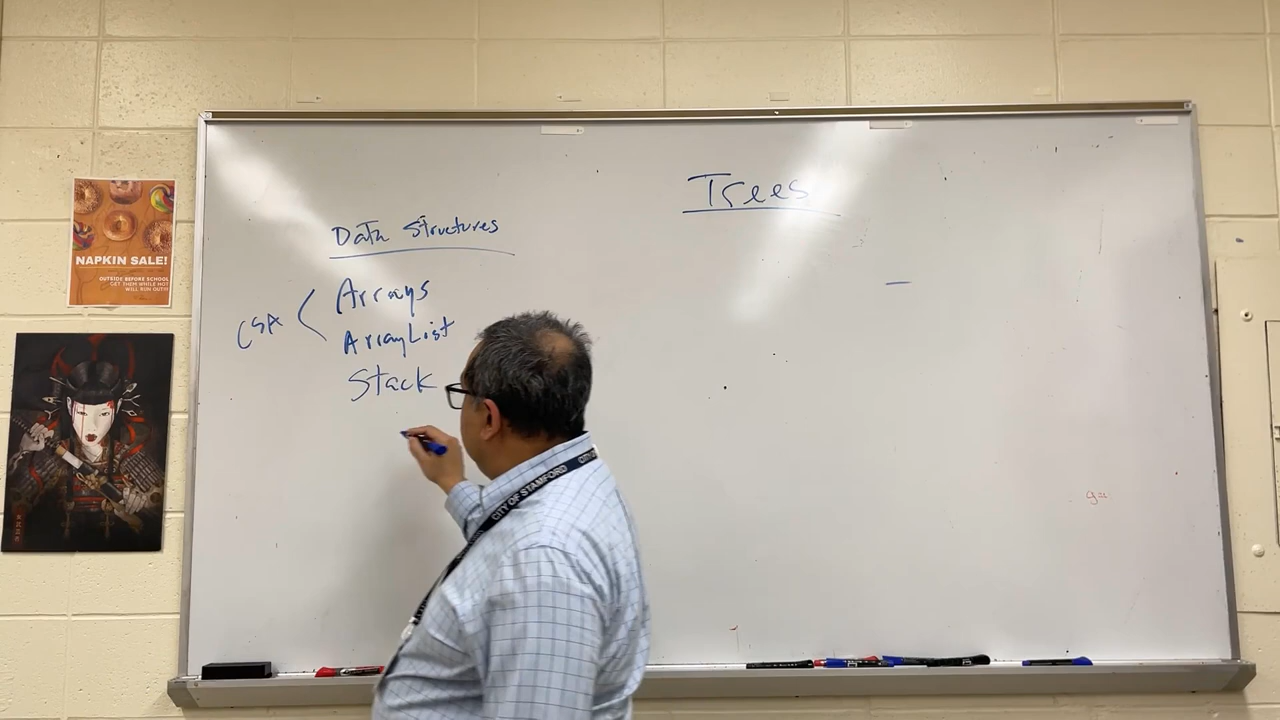 Trees
Data Structures
CSA
Arrays
ArrayList
Stack
NAPKIN SALE!
OUTSIDE BEFORE SCHOOL
GET THEM WHILE HOT
WILL RUN OUT!!
CITY OF STAMFORD
CITY